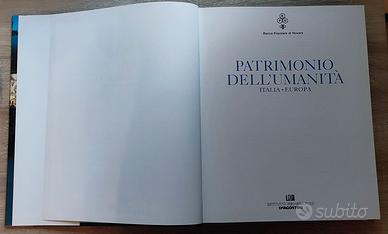 Banca Popolare di Novara
PATRIMONIO
DELL'UMANITÀ
ITALIA • EUROPA
DEAGOSTINI
subito